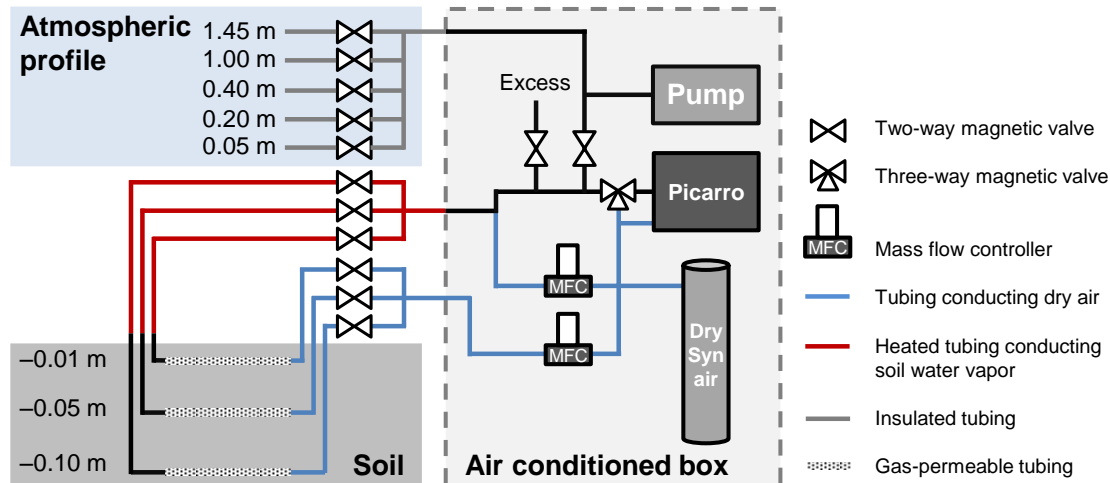 Atmospheric
profile
1.45 m
1.00 m
0.40 m
0.20 m
0.05 m
Excess
Pump
Picarro
MFC
MFC
Dry
Syn
air
–0.01 m
–0.05 m
–0.10 m
Soil
Air conditioned box
Two-way magnetic valve
Three-way magnetic valve
MFC
Mass flow controller
Tubing conducting dry air
Heated tubing conducting
soil water vapor
Insulated tubing
Gas-permeable tubing